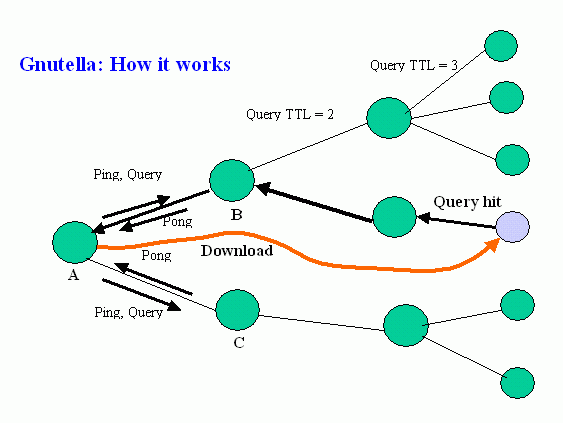 Gnutella: How it works
Query TTL = 3
Query TTL = 2
Ping, Query
Pong
B
Query hit
Download
A
Pong
Ping, Query
C